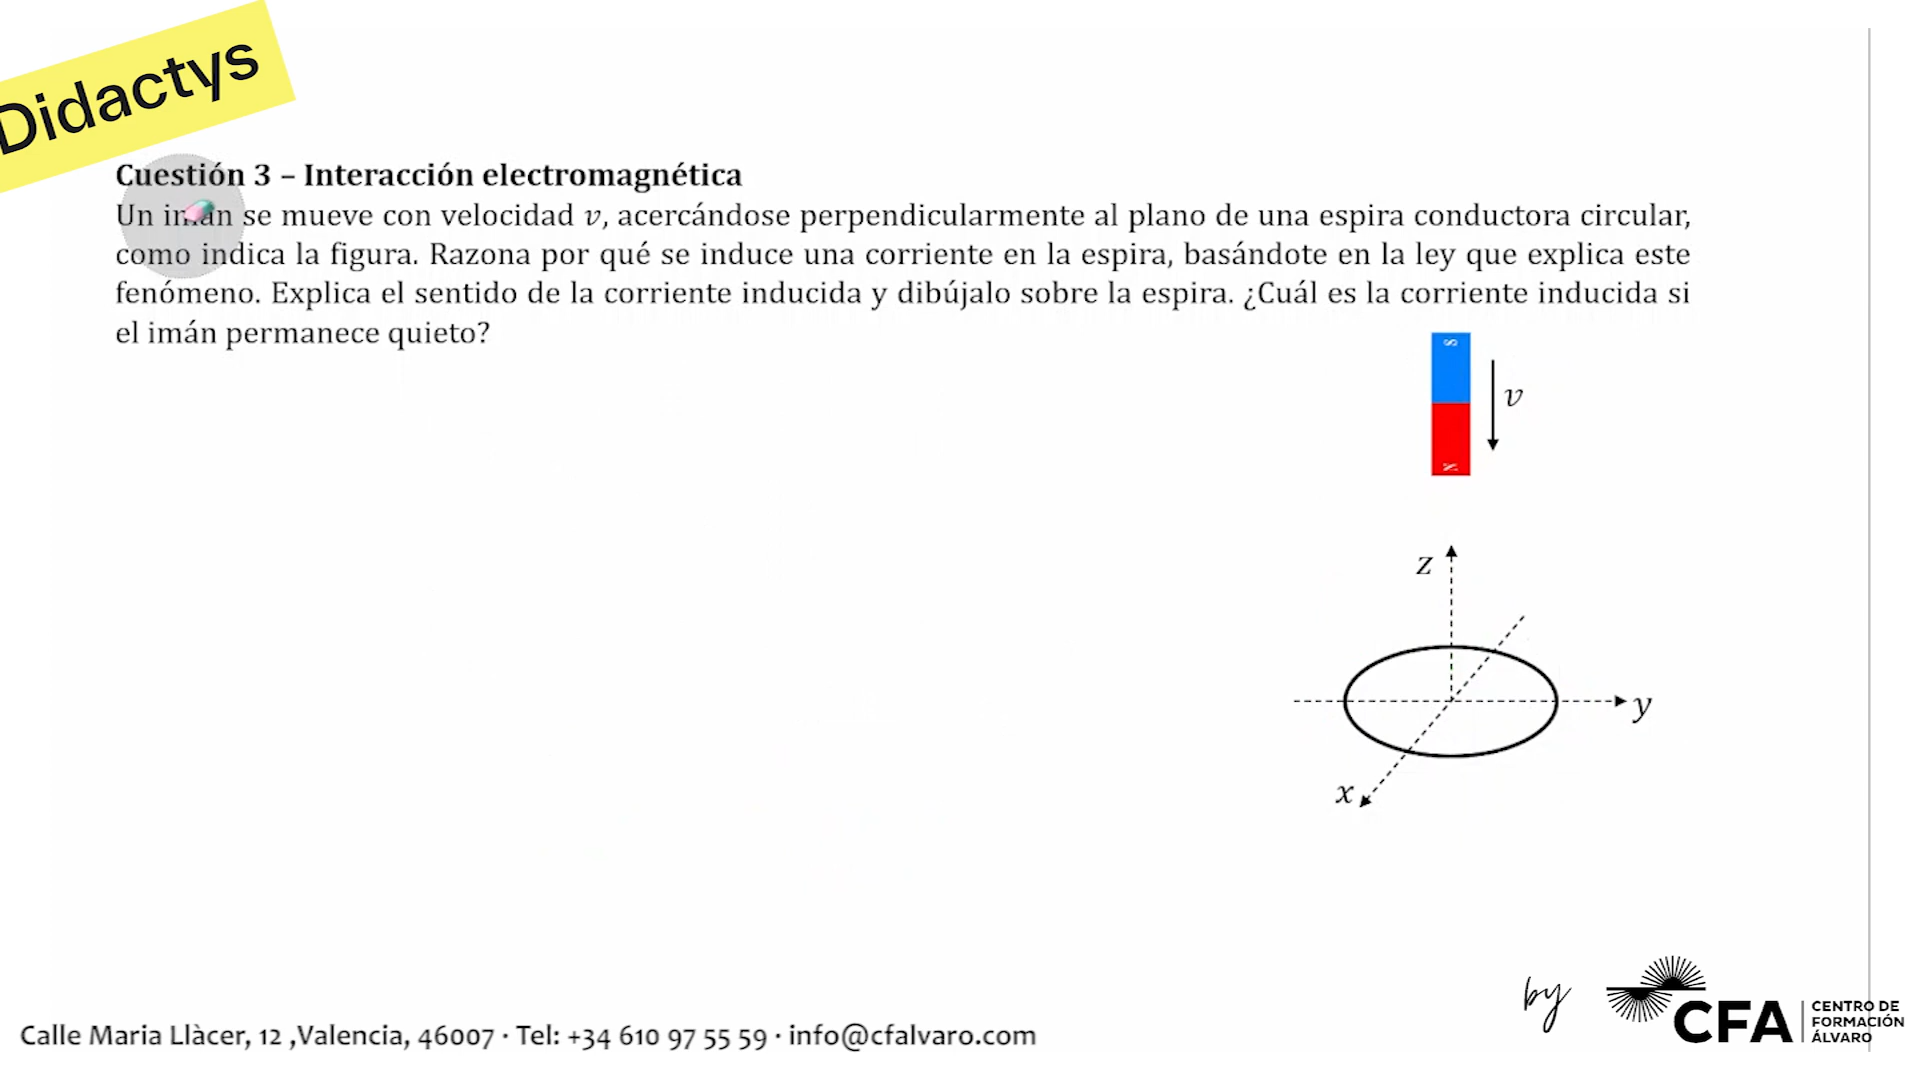 Didactys
Cuestión 3 – Interacción electromagnética
Un imán se mueve con velocidad v, acercándose perpendicularmente al plano de una espira conductora circular,
como indica la figura. Razona por qué se induce una corriente en la espira, basándote en la ley que explica este
fenómeno. Explica el sentido de la corriente inducida y dibújalo sobre la espira. ¿Cuál es la corriente inducida si
el imán permanece quieto?
S
v
N
z
y
x
by
CFA
CENTRO DE
FORMACIÓN
ÁLVARO
Calle Maria Llàcer, 12 ,Valencia, 46007 · Tel: +34 610 97 55 59 · info@cfalvaro.com